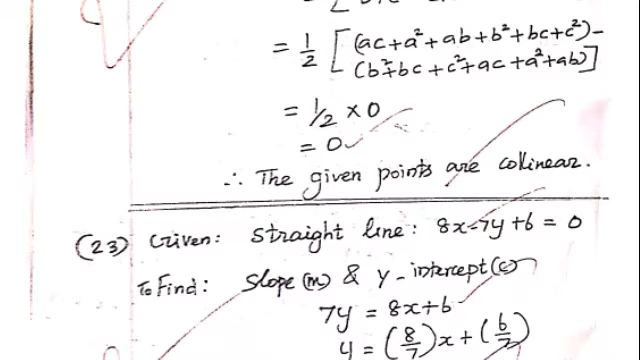 = 1/2 [(ac+a²+ab+b²+bc+c²)-
(b²+bc+c²+ac+a²+ab)]
= 1/2 × 0
= 0
∴ The given points are collinear.
(23) Given: Straight line: 8x-7y+6=0
To Find: Slope (m) & y-intercept (c)
7y = 8x+6
y = (8/7)x + (6/7)